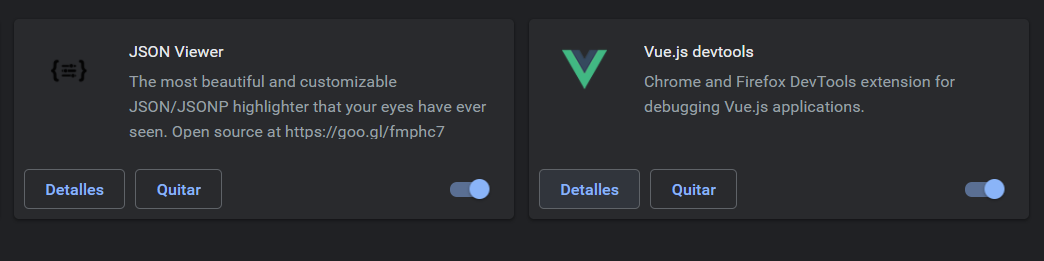 JSON Viewer
The most beautiful and customizable
JSON/JSONP highlighter that your eyes have ever
seen. Open source at https://goo.gl/fmphc7
Detalles
Quitar
Vue.js devtools
Chrome and Firefox DevTools extension for
debugging Vue.js applications.
Detalles
Quitar